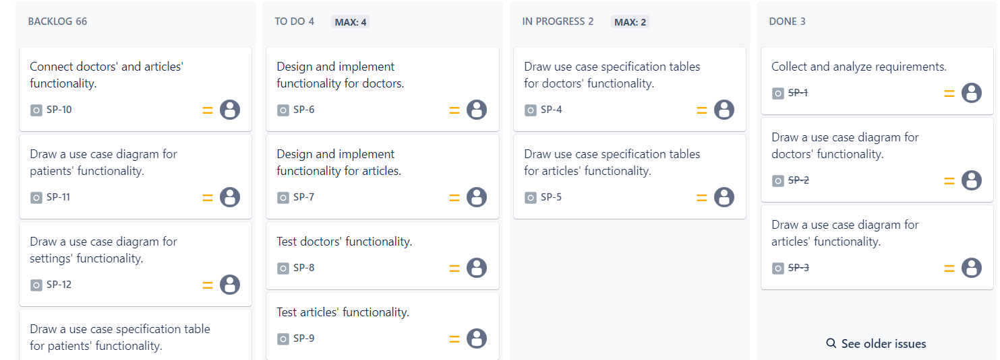 BACKLOG 66
Connect doctors' and articles'
functionality.
SP-10
Draw a use case diagram for
patients' functionality.
SP-11
Draw a use case diagram for
settings' functionality.
SP-12
Draw a use case specification table
for patients' functionality.
TO DO 4 MAX: 4
Design and implement
functionality for doctors.
SP-6
Design and implement
functionality for articles.
SP-7
Test doctors' functionality.
SP-8
Test articles' functionality.
SP-9
IN PROGRESS 2 MAX: 2
Draw use case specification tables
for doctors' functionality.
SP-4
Draw use case specification tables
for articles' functionality.
SP-5
DONE 3
Collect and analyze requirements.
SP-1
Draw a use case diagram for
doctors' functionality.
SP-2
Draw a use case diagram for
articles' functionality.
SP-3
See older issues